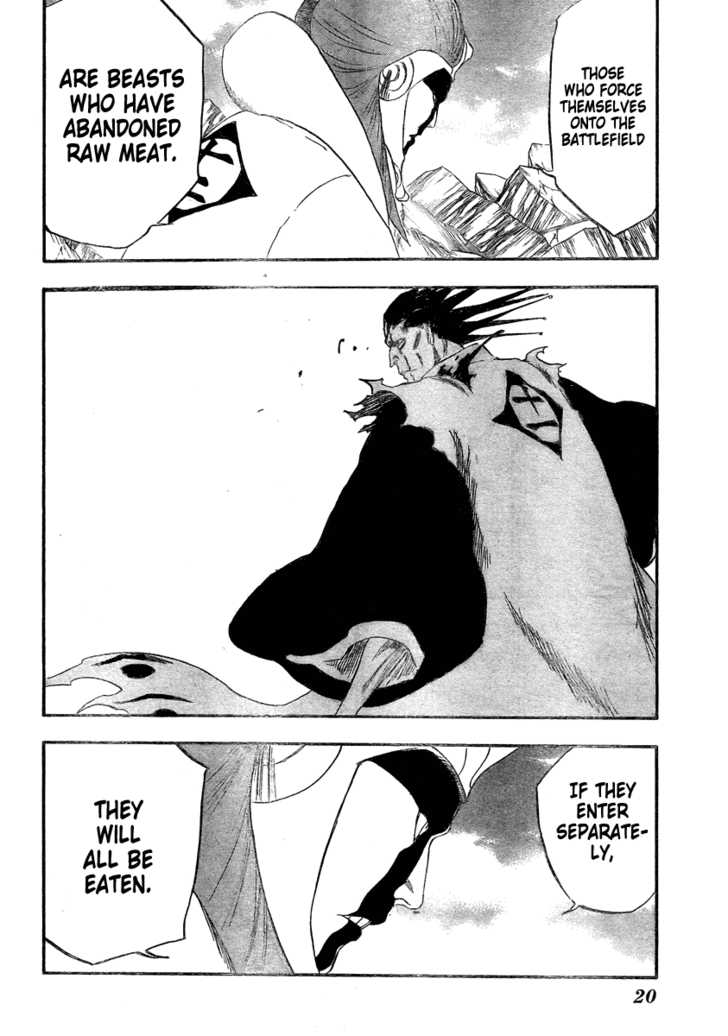 THOSE
WHO FORCE
THEMSELVES
ONTO THE
BATTLEFIELD
ARE BEASTS
WHO HAVE
ABANDONED
RAW MEAT.
IF THEY
ENTER
SEPARATE-
LY,
THEY
WILL
ALL BE
EATEN.
20